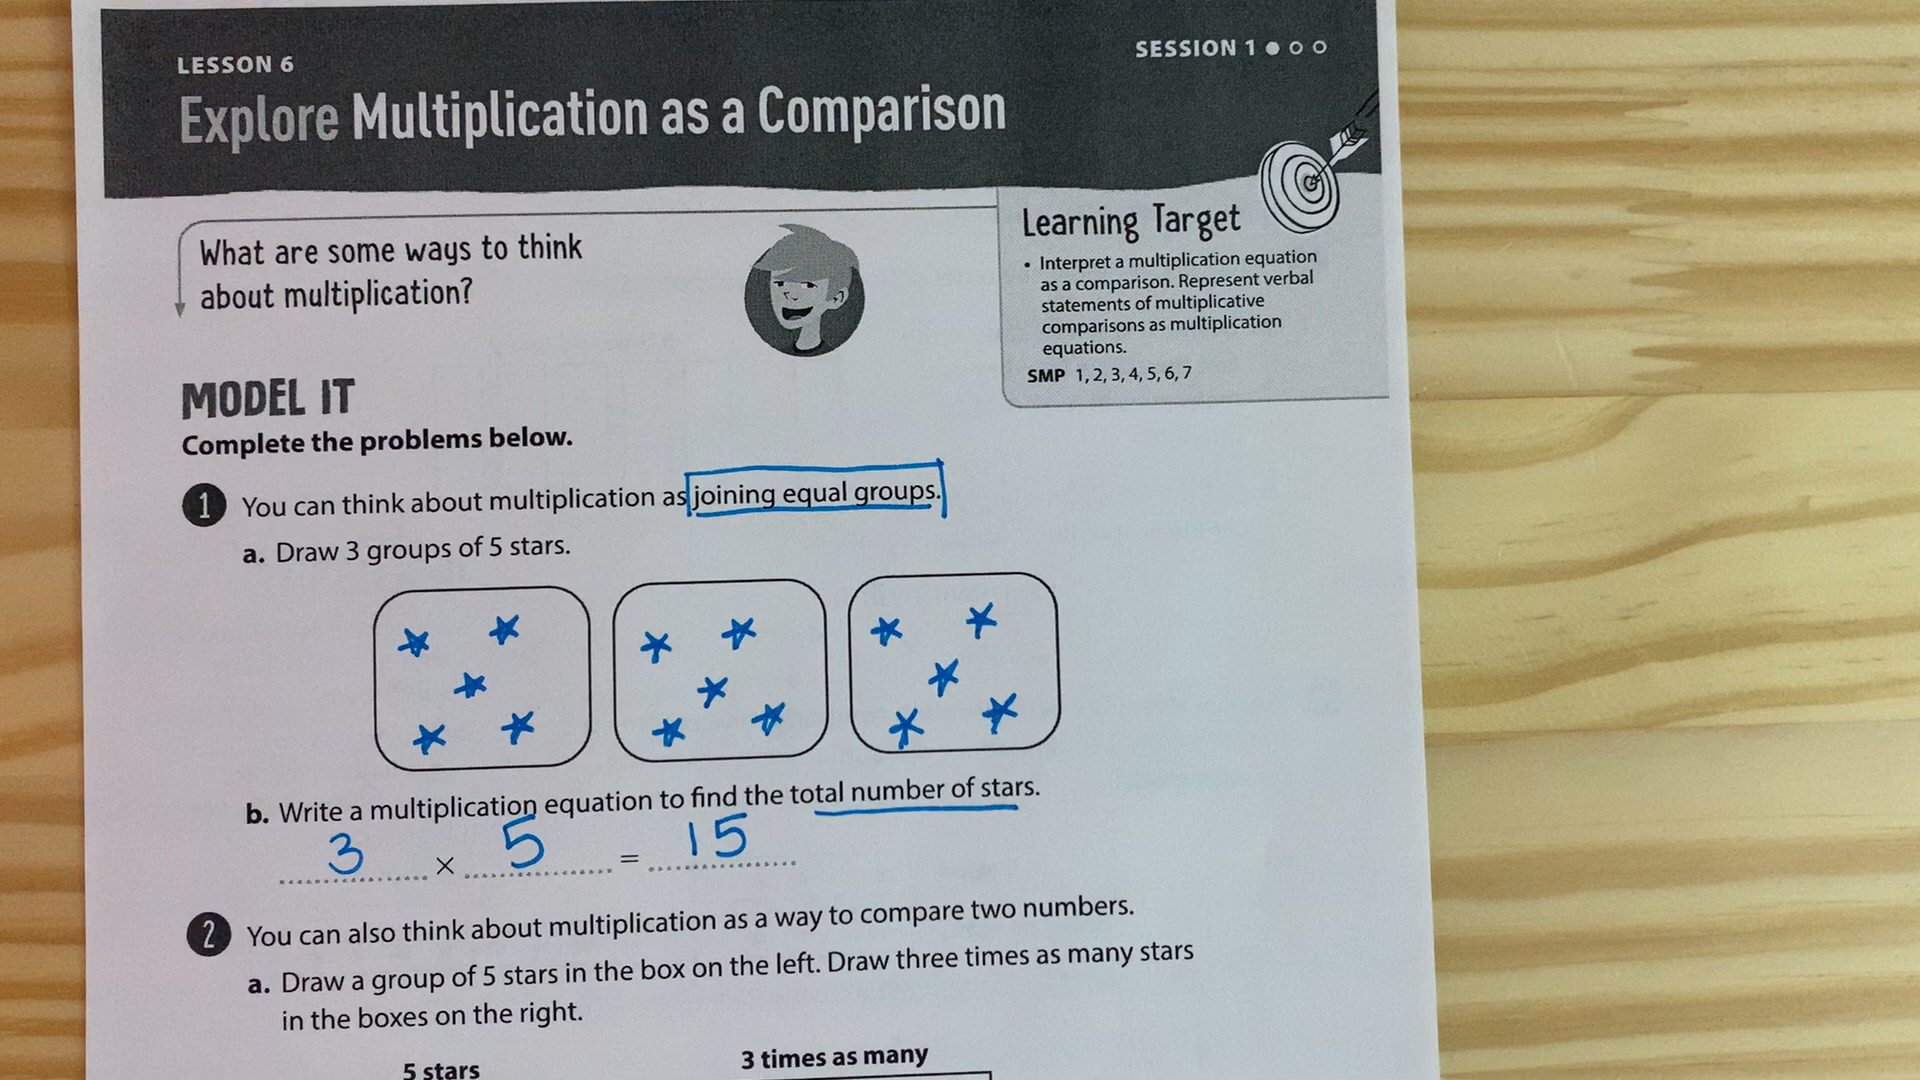 LESSON 6
SESSION 1
Explore Multiplication as a Comparison
What are some ways to think
about multiplication?
Learning Target
• Interpret a multiplication equation
as a comparison. Represent verbal
statements of multiplicative
comparisons as multiplication
equations.
SMP 1, 2, 3, 4, 5, 6, 7
MODEL IT
Complete the problems below.
1 You can think about multiplication as joining equal groups.
a. Draw 3 groups of 5 stars.
b. Write a multiplication equation to find the total number of stars.
3 × 5 = 15
2 You can also think about multiplication as a way to compare two numbers.
a. Draw a group of 5 stars in the box on the left. Draw three times as many stars
in the boxes on the right.
5 stars
3 times as many